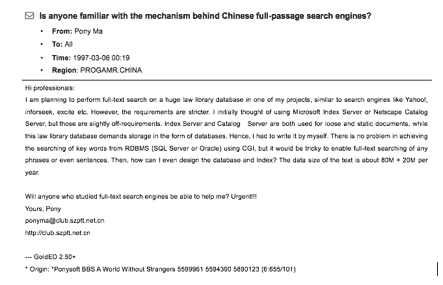 Is anyone familiar with the mechanism behind Chinese full-passage search engines?
• From: Pony Ma
• To: All
• Time: 1997-03-06 00:19
• Region: PROGAMR.CHINA
Hi professionals:
I am planning to perform full-text search on a huge law library database in one of my projects, similar to search engines like Yahoo!,
inforseek, excite etc. However, the requirements are stricter. I initially thought of using Microsoft Index Server or Netscape Catalog
Server, but those are slightly off-requirements. Index Server and Catalog Server are both used for loose and static documents, while
this law library database demands storage in the form of databases. Hence, I had to write it by myself. There is no problem in achieving
the searching of key words from RDBMS (SQL Server or Oracle) using CGI, but it would be tricky to enable full-text searching of any
phrases or even sentences. Then, how can I even design the database and Index? The data size of the text is about 80M + 20M per
year.
Will anyone who studied full-text search engines be able to help me? Urgent!!!
Yours, Pony
ponyma@club.szptt.net.cn
http://club.szptt.net.cn
--- GoldED 2.50+
* Origin: *Ponysoft BBS A World Without Strangers 5599961 5594390 5890123 (6:655/101)